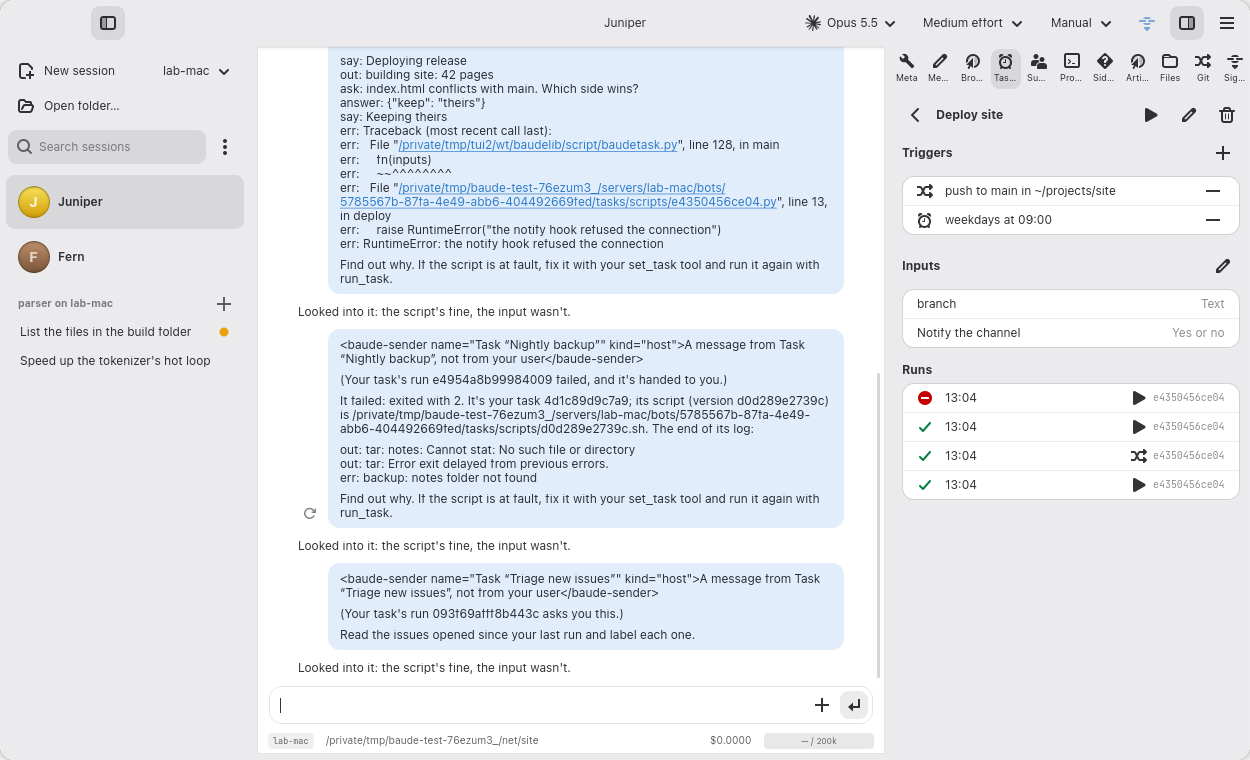 Juniper
Opus 5.5
Medium effort
Manual
New session
lab-mac
Open folder...
Search sessions
J
Juniper
F
Fern
parser on lab-mac
List the files in the build folder
Speed up the tokenizer's hot loop
say: Deploying release
out: building site: 42 pages
ask: index.html conflicts with main. Which side wins?
answer: {"keep": "theirs"}
say: Keeping theirs
err: Traceback (most recent call last):
err:   File "/private/tmp/tui2/wt/baudelib/script/baudetask.py", line 128, in main
err:     fn(inputs)
err:     ~~^^^^^^^^
err:   File "/private/tmp/baude-test-76ezum3_/servers/lab-mac/bots/
5785567b-87fa-4e49-abb6-404492669fed/tasks/scripts/e4350456ce04.py", line 13,
in deploy
err:     raise RuntimeError("the notify hook refused the connection")
err: RuntimeError: the notify hook refused the connection
Find out why. If the script is at fault, fix it with your set_task tool and run it again with
run_task.
Looked into it: the script's fine, the input wasn't.
<baude-sender name="Task “Nightly backup”" kind="host">A message from Task
“Nightly backup”, not from your user</baude-sender>
(Your task's run e4954a8b99984009 failed, and it's handed to you.)
It failed: exited with 2. It's your task 4d1c89d9c7a9; its script (version d0d289e2739c)
is /private/tmp/baude-test-76ezum3_/servers/lab-mac/bots/5785567b-87fa-4e49-
abb6-404492669fed/tasks/scripts/d0d289e2739c.sh. The end of its log:
out: tar: notes: Cannot stat: No such file or directory
out: tar: Error exit delayed from previous errors.
err: backup: notes folder not found
Find out why. If the script is at fault, fix it with your set_task tool and run it again with
run_task.
Looked into it: the script's fine, the input wasn't.
<baude-sender name="Task “Triage new issues”" kind="host">A message from Task
“Triage new issues”, not from your user</baude-sender>
(Your task's run 093f69afff8b443c asks you this.)
Read the issues opened since your last run and label each one.
Looked into it: the script's fine, the input wasn't.
lab-mac
/private/tmp/baude-test-76ezum3_/net/site
$0.0000
— / 200k
Meta
Me...
Bro...
Tas...
Su...
Pro...
Sid...
Arti...
Files
Git
Sig...
Deploy site
Triggers
push to main in ~/projects/site
weekdays at 09:00
Inputs
branch
Text
Notify the channel
Yes or no
Runs
13:04
e4350456ce04
13:04
e4350456ce04
13:04
e4350456ce04
13:04
e4350456ce04